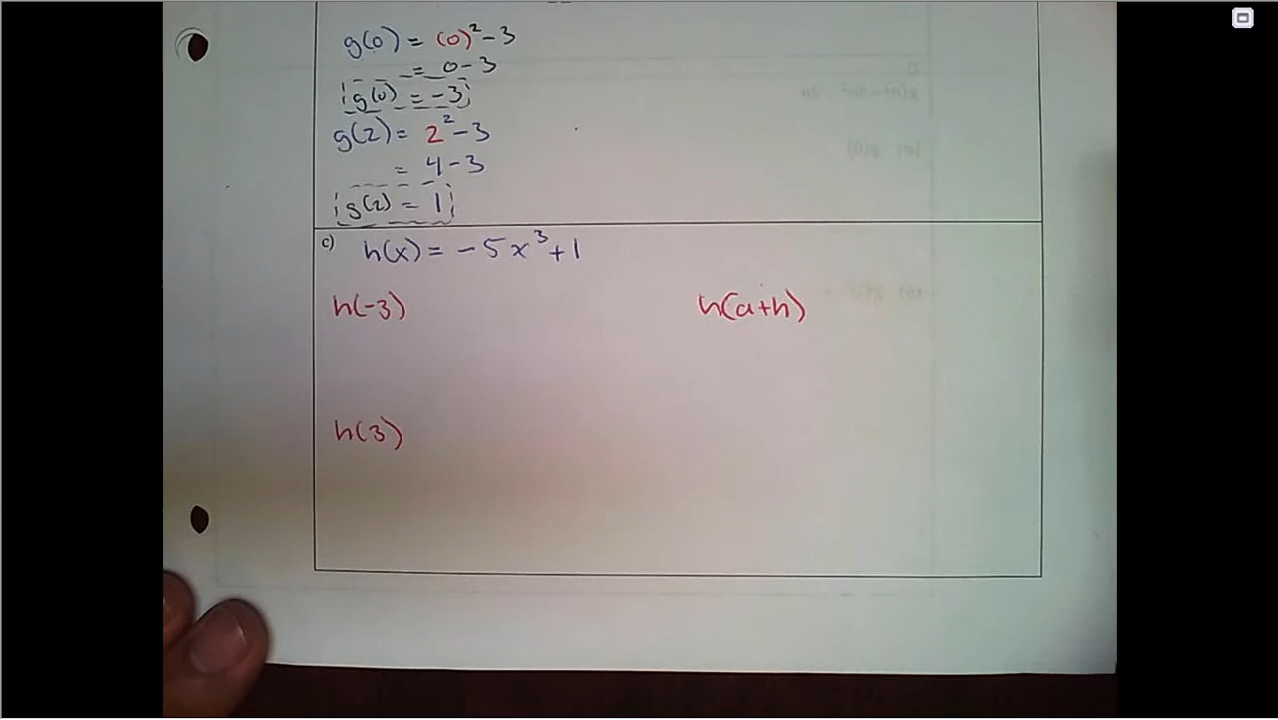 g(0) = (0)² - 3
= 0 - 3
g(0) = -3
g(2) = 2² - 3
= 4 - 3
g(2) = 1
c) h(x) = -5x³ + 1
h(-3) h(a+h)
h(3)